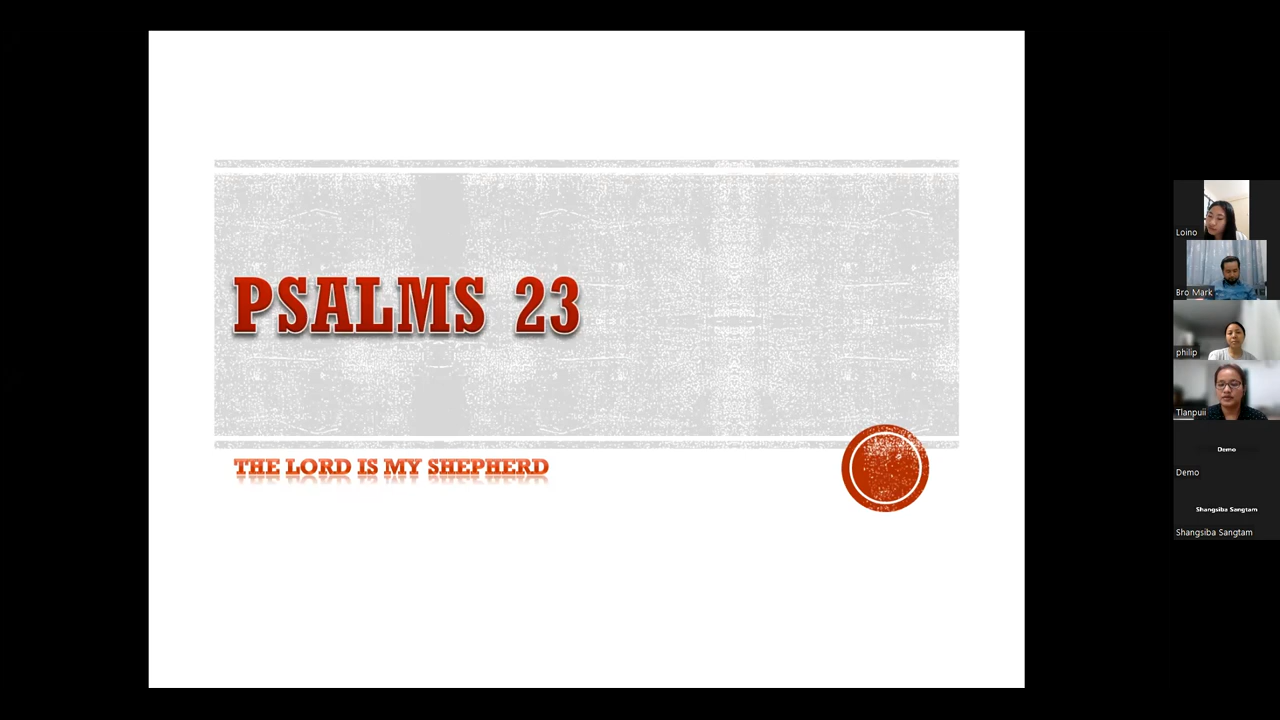 PSALMS 23
THE LORD IS MY SHEPHERD
Loino
Bro Mark
philip
Tlanpuii
Demo
Demo
Shangsiba Sangtam
Shangsiba Sangtam